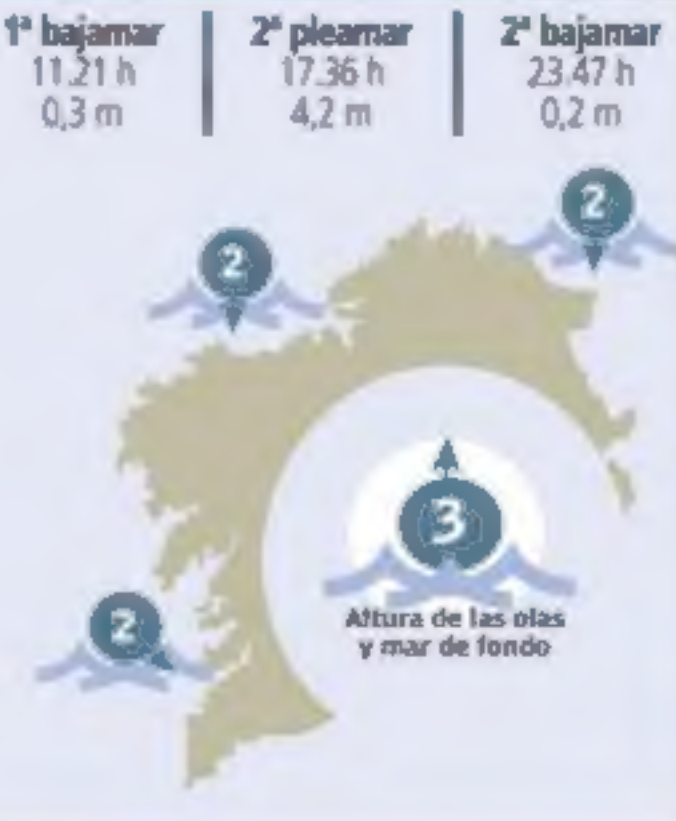 1ª bajamar
11.21 h
0,3 m
2ª pleamar
17.36 h
4,2 m
2ª bajamar
23.47 h
0,2 m
2
2
3
Altura de las olas
y mar de fondo
2